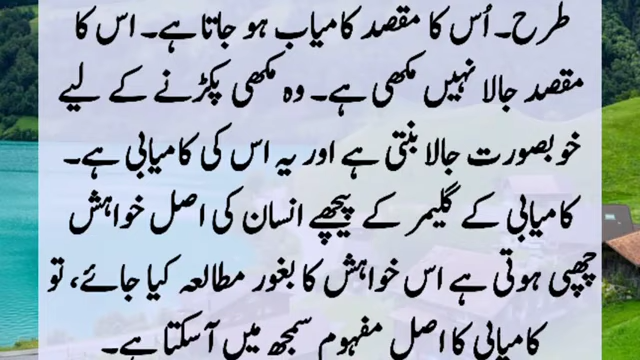 طرح۔ اُس کا مقصد کامیاب ہو جاتا ہے۔ اس کا
مقصد جالا نہیں مکھی ہے۔ وہ مکھی پکڑنے کے لیے
خوبصورت جالا بنتی ہے اور یہ اس کی کامیابی ہے۔
کامیابی کے گلیمر کے پیچھے انسان کی اصل خواہش
چھپی ہوتی ہے اس خواہش کا بغور مطالعہ کیا جائے، تو
کامیابی کا اصل مفہوم سمجھ میں آ سکتا ہے۔